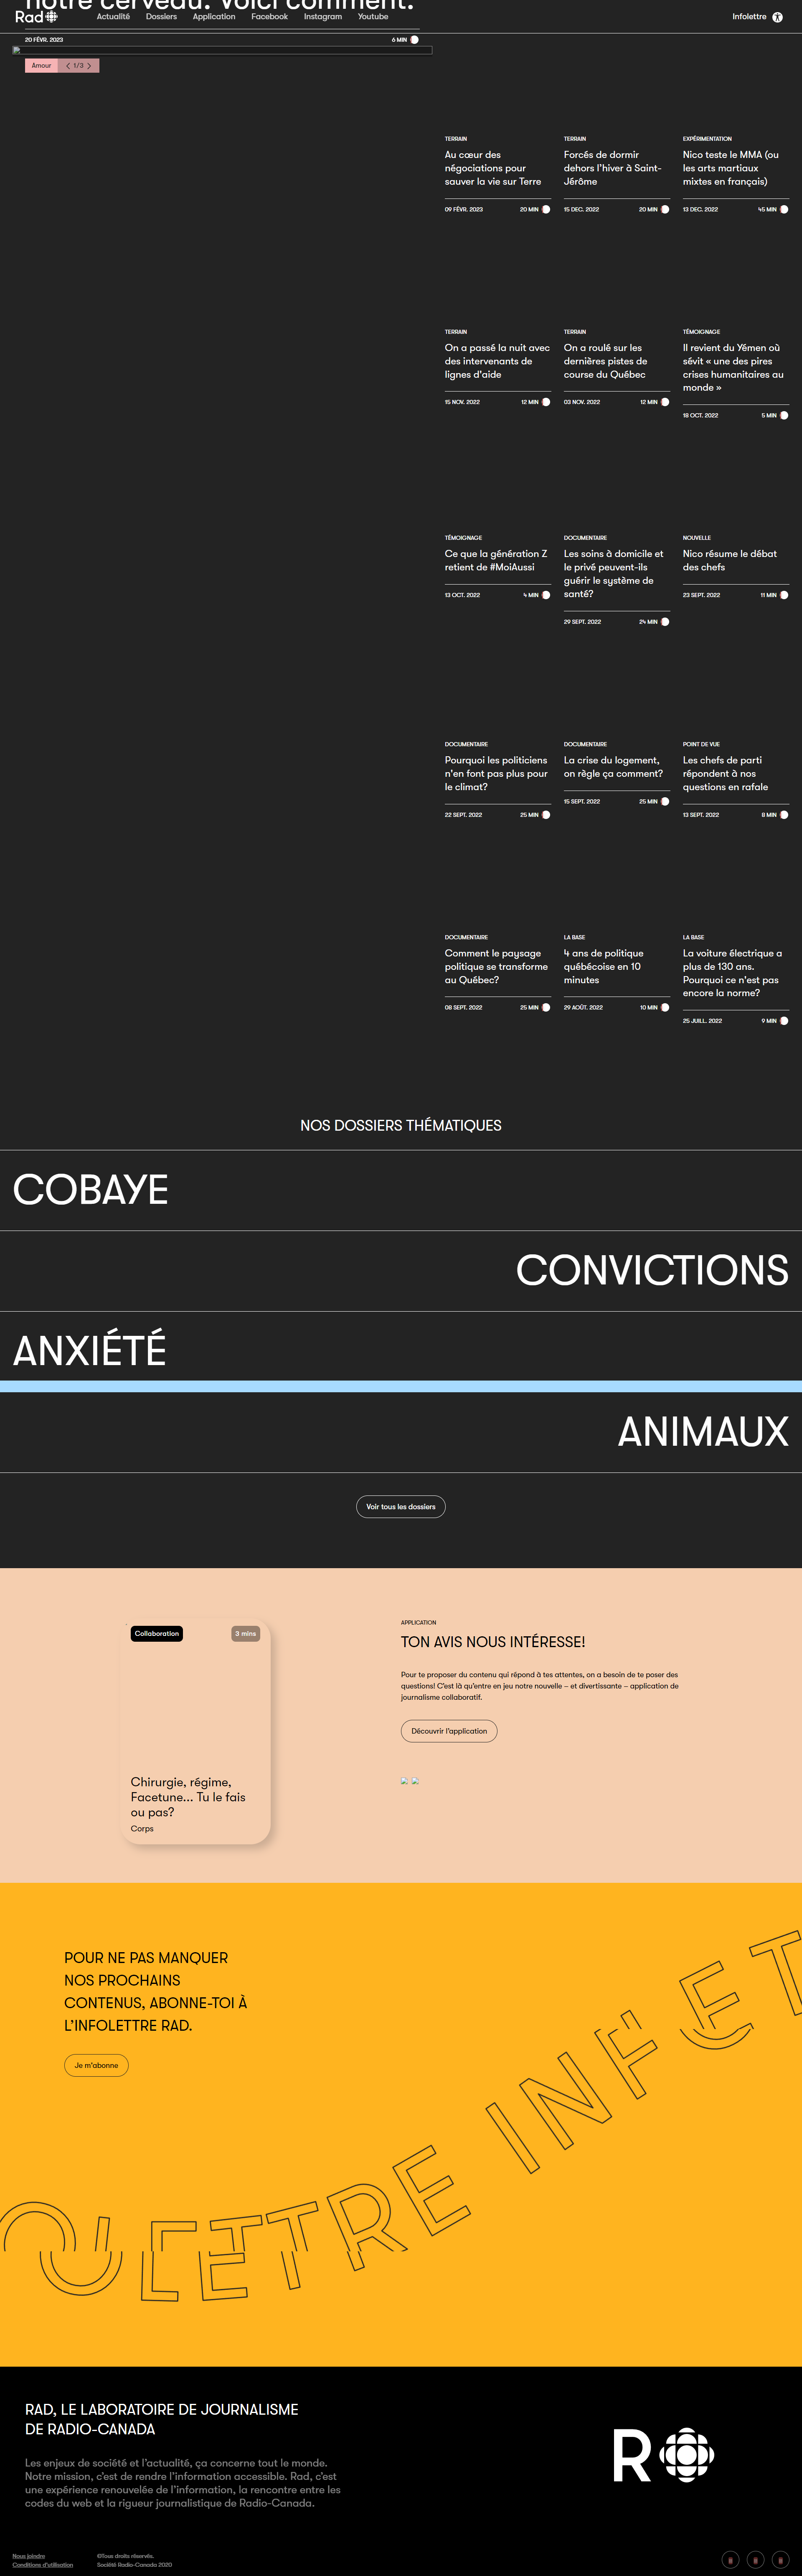 notre cerveau. Voici comment.
Rad
Actualité Dossiers Application Facebook Instagram Youtube
Infolettre
20 FÉVR. 2023 6 MIN
Amour 1/3
TERRAIN
Au cœur des
négociations pour
sauver la vie sur Terre
09 FÉVR. 2023 20 MIN
TERRAIN
Forcés de dormir
dehors l'hiver à Saint-
Jérôme
15 DEC. 2022 20 MIN
EXPÉRIMENTATION
Nico teste le MMA (ou
les arts martiaux
mixtes en français)
13 DEC. 2022 45 MIN
TERRAIN
On a passé la nuit avec
des intervenants de
lignes d'aide
15 NOV. 2022 12 MIN
TERRAIN
On a roulé sur les
dernières pistes de
course du Québec
03 NOV. 2022 12 MIN
TÉMOIGNAGE
Il revient du Yémen où
sévit « une des pires
crises humanitaires au
monde »
18 OCT. 2022 5 MIN
TÉMOIGNAGE
Ce que la génération Z
retient de #MoiAussi
13 OCT. 2022 4 MIN
DOCUMENTAIRE
Les soins à domicile et
le privé peuvent-ils
guérir le système de
santé?
29 SEPT. 2022 24 MIN
NOUVELLE
Nico résume le débat
des chefs
23 SEPT. 2022 11 MIN
DOCUMENTAIRE
Pourquoi les politiciens
n'en font pas plus pour
le climat?
22 SEPT. 2022 25 MIN
DOCUMENTAIRE
La crise du logement,
on règle ça comment?
15 SEPT. 2022 25 MIN
POINT DE VUE
Les chefs de parti
répondent à nos
questions en rafale
13 SEPT. 2022 8 MIN
DOCUMENTAIRE
Comment le paysage
politique se transforme
au Québec?
08 SEPT. 2022 25 MIN
LA BASE
4 ans de politique
québécoise en 10
minutes
29 AOÛT. 2022 10 MIN
LA BASE
La voiture électrique a
plus de 130 ans.
Pourquoi ce n'est pas
encore la norme?
25 JUILL. 2022 9 MIN
NOS DOSSIERS THÉMATIQUES
COBAYE
CONVICTIONS
ANXIÉTÉ
ANIMAUX
Voir tous les dossiers
Collaboration 3 mins
Chirurgie, régime,
Facetune... Tu le fais
ou pas?
Corps
APPLICATION
TON AVIS NOUS INTÉRESSE!
Pour te proposer du contenu qui répond à tes attentes, on a besoin de te poser des
questions! C'est là qu'entre en jeu notre nouvelle – et divertissante – application de
journalisme collaboratif.
Découvrir l'application
POUR NE PAS MANQUER
NOS PROCHAINS
CONTENUS, ABONNE-TOI À
L'INFOLETTRE RAD.
Je m'abonne
OLETTRE INFOLET
RAD, LE LABORATOIRE DE JOURNALISME
DE RADIO-CANADA
Les enjeux de société et l'actualité, ça concerne tout le monde.
Notre mission, c'est de rendre l'information accessible. Rad, c'est
une expérience renouvelée de l'information, la rencontre entre les
codes du web et la rigueur journalistique de Radio-Canada.
R
Nous joindre
Conditions d'utilisation
©Tous droits réservés.
Société Radio-Canada 2020